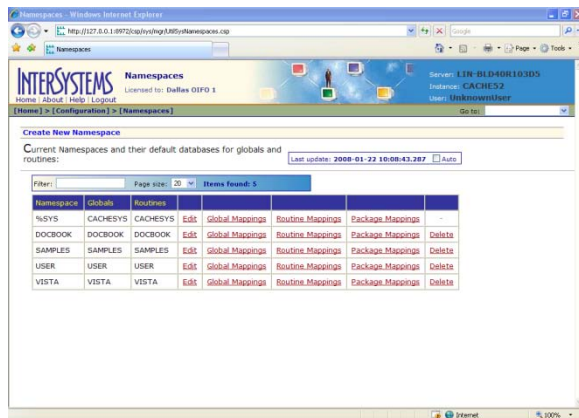 Namespaces - Windows Internet Explorer
http://127.0.0.1:8972/csp/sys/mgr/UtilSysNamespaces.csp
Google
Namespaces
Page Tools
INTERSYSTEMS
Namespaces
Licensed to: Dallas OIFO 1
Home | About | Help | Logout
Server: LIN-BLD40R103D5
Instance: CACHE52
User: UnknownUser
[Home] > [Configuration] > [Namespaces]
Go to:
Create New Namespace
Current Namespaces and their default databases for globals and routines:
Last update: 2008-01-22 10:08:43.287 Auto
Filter: Page size: 20 Items found: 5
Namespace Globals Routines
%SYS CACHESYS CACHESYS Edit Global Mappings Routine Mappings Package Mappings -
DOCBOOK DOCBOOK DOCBOOK Edit Global Mappings Routine Mappings Package Mappings Delete
SAMPLES SAMPLES SAMPLES Edit Global Mappings Routine Mappings Package Mappings Delete
USER USER USER Edit Global Mappings Routine Mappings Package Mappings Delete
VISTA VISTA VISTA Edit Global Mappings Routine Mappings Package Mappings Delete
Internet 100%